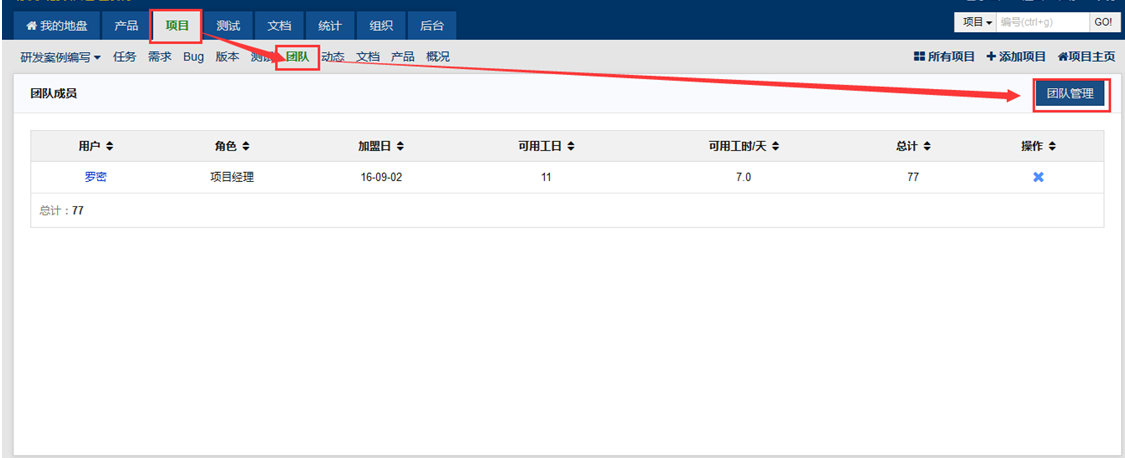 我的地盘 产品 项目 测试 文档 统计 组织 后台 项目 编号(ctrl+g) GO!
研发案例编写 任务 需求 Bug 版本 团队 动态 文档 产品 概况 所有项目 添加项目 项目主页
团队成员 团队管理
用户 角色 加盟日 可用工日 可用工时/天 总计 操作
罗密 项目经理 16-09-02 11 7.0 77
总计：77